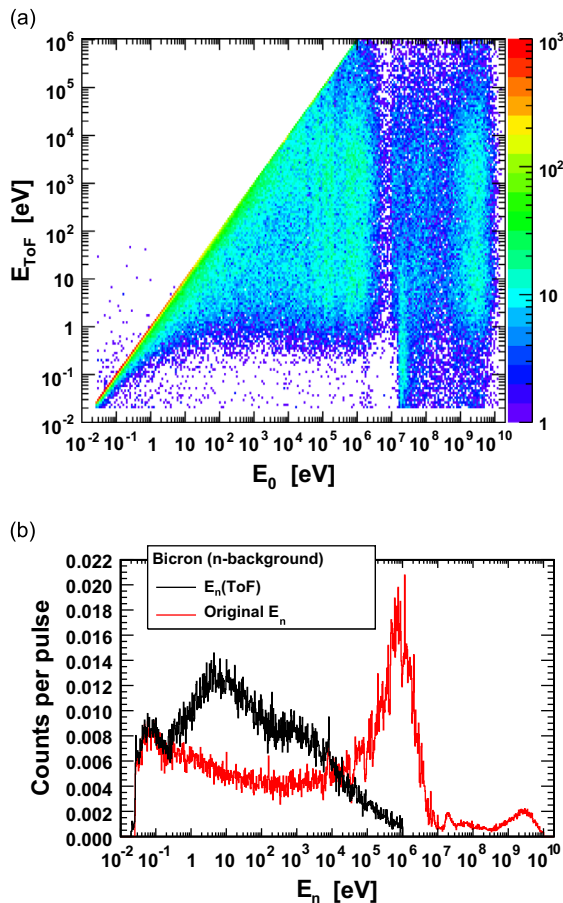 (a)
10^6
10^5
10^4
10^3
10^2
10
1
10^-1
10^-2
E_ToF [eV]
10^-2 10^-1 1 10 10^2 10^3 10^4 10^5 10^6 10^7 10^8 10^9 10^10
E_0 [eV]
10^3
10^2
10
1
(b)
Bicron (n-background)
E_n(ToF)
Original E_n
0.022
0.020
0.018
0.016
0.014
0.012
0.010
0.008
0.006
0.004
0.002
0.000
Counts per pulse
10^-2 10^-1 1 10 10^2 10^3 10^4 10^5 10^6 10^7 10^8 10^9 10^10
E_n [eV]